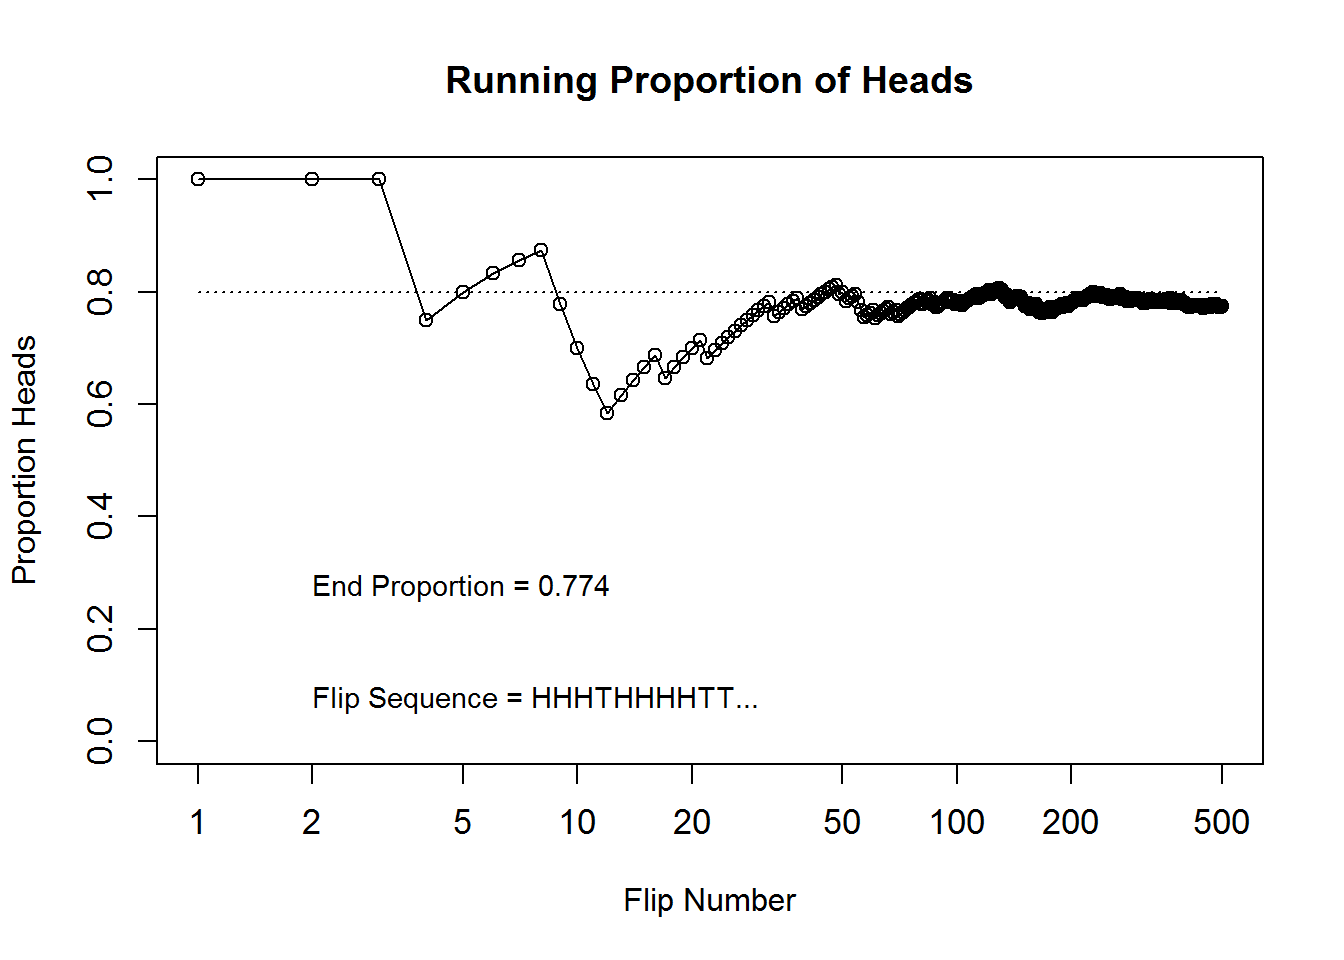 Running Proportion of Heads
Proportion Heads
1.0
0.8
0.6
0.4
0.2
0.0
End Proportion = 0.774
Flip Sequence = HHHTHHHHTT...
1 2 5 10 20 50 100 200 500
Flip Number